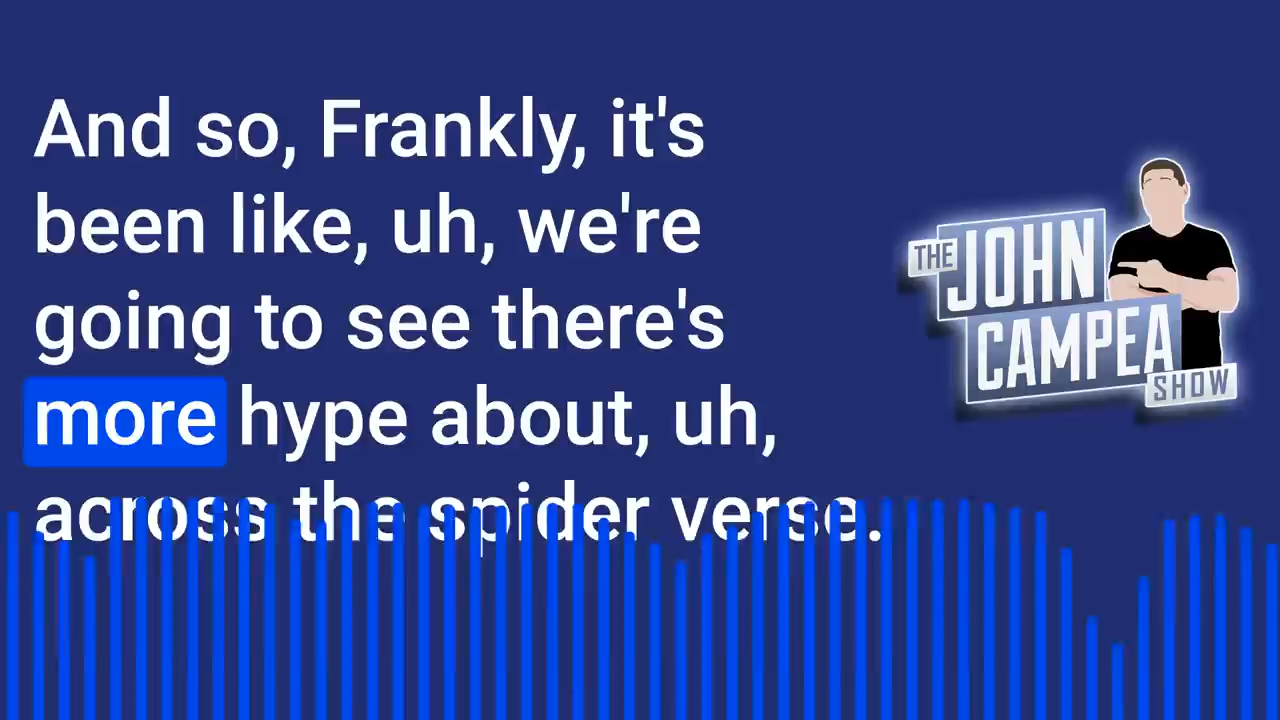 And so, Frankly, it's
been like, uh, we're
going to see there's
more hype about, uh,
across the spider verse.
THE
JOHN
CAMPEA
SHOW